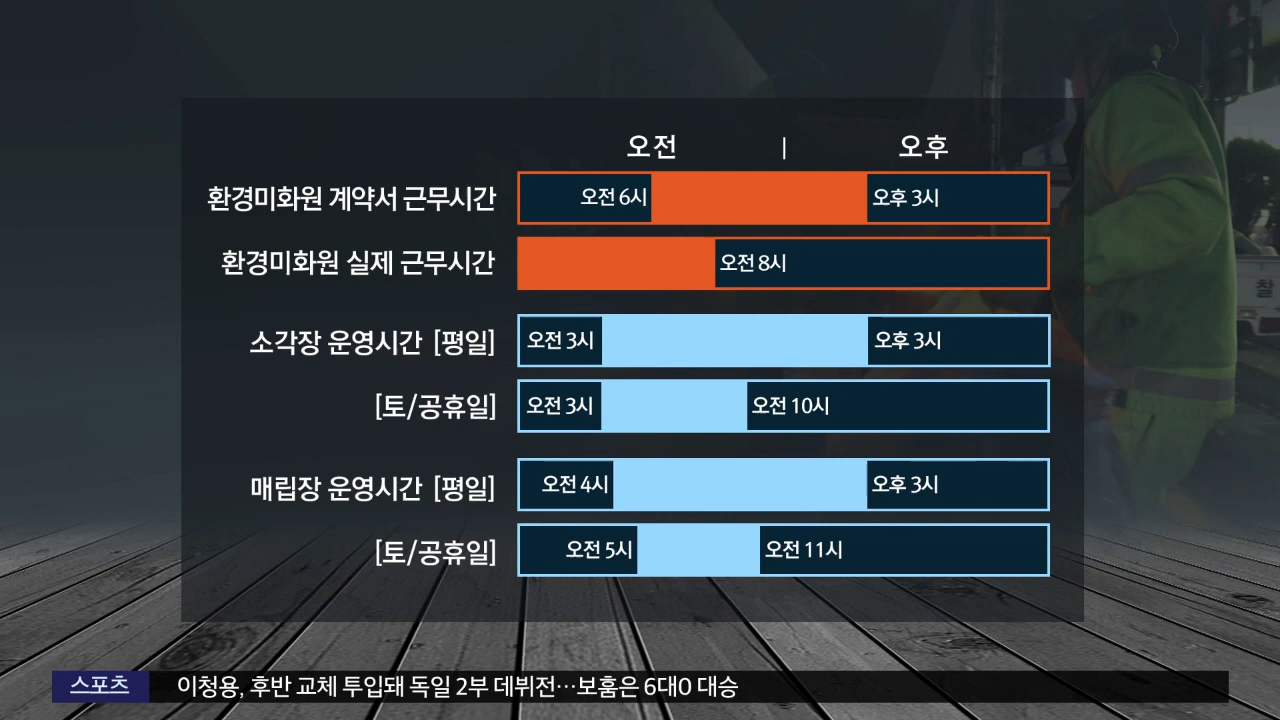 오전 | 오후
환경미화원 계약서 근무시간 오전 6시 오후 3시
환경미화원 실제 근무시간 오전 8시
소각장 운영시간 [평일] 오전 3시 오후 3시
[토/공휴일] 오전 3시 오전 10시
매립장 운영시간 [평일] 오전 4시 오후 3시
[토/공휴일] 오전 5시 오전 11시
찰
스포츠 이청용, 후반 교체 투입돼 독일 2부 데뷔전…보훔은 6대0 대승